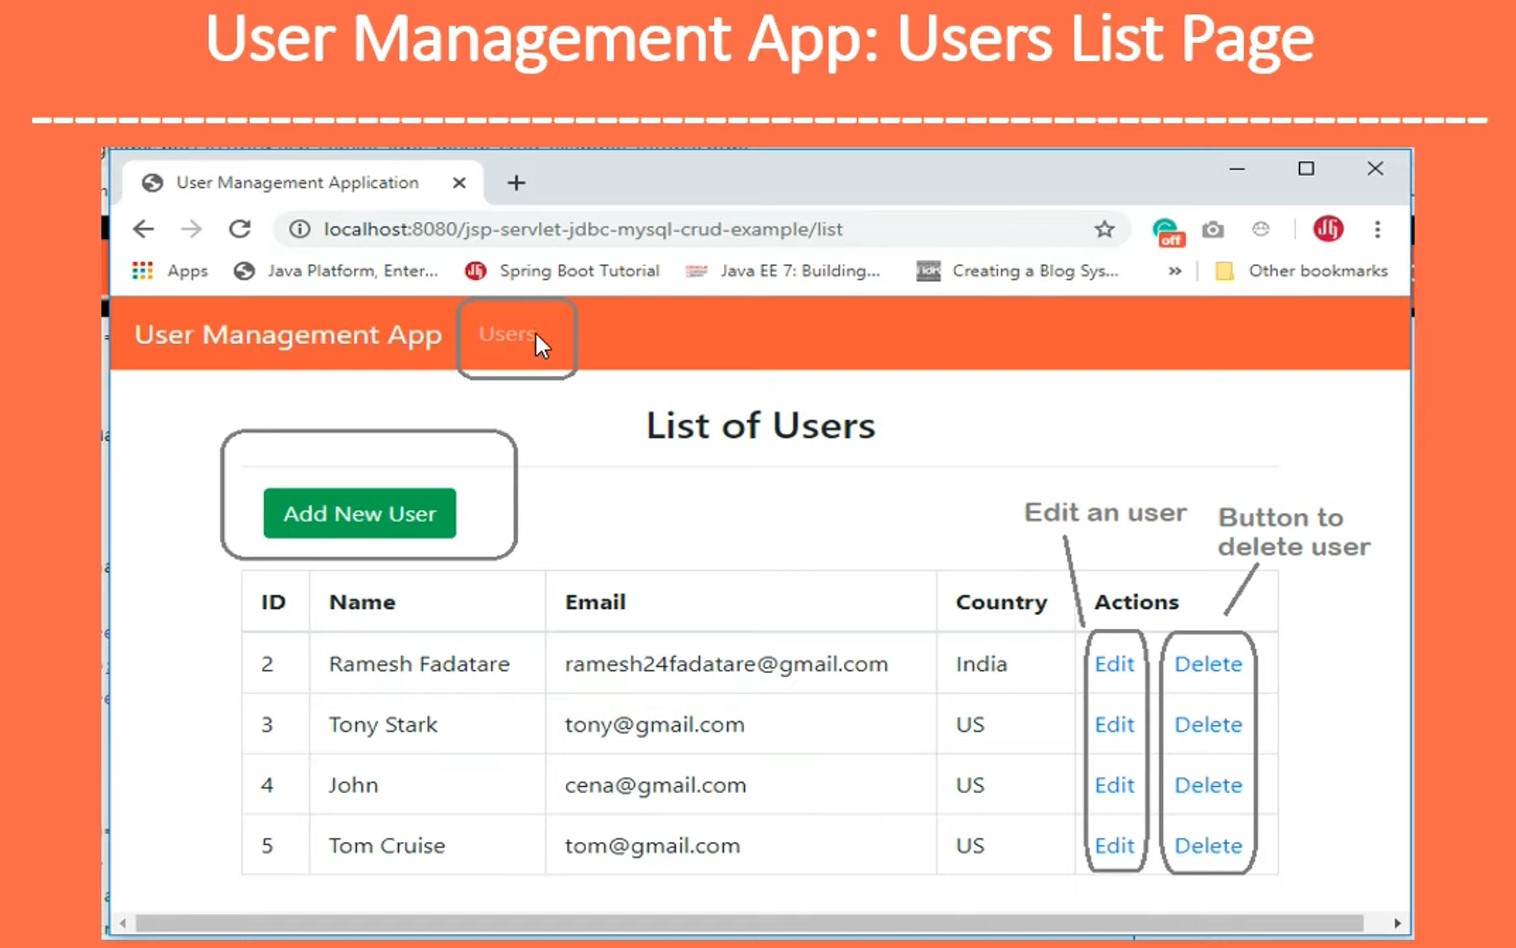 User Management App: Users List Page
User Management Application
localhost:8080/jsp-servlet-jdbc-mysql-crud-example/list
off
Apps Java Platform, Enter... Spring Boot Tutorial Java EE 7: Building... Creating a Blog Sys... » Other bookmarks
User Management App Users
List of Users
Add New User
Edit an user
Button to
delete user
ID Name Email Country Actions
2 Ramesh Fadatare ramesh24fadatare@gmail.com India Edit Delete
3 Tony Stark tony@gmail.com US Edit Delete
4 John cena@gmail.com US Edit Delete
5 Tom Cruise tom@gmail.com US Edit Delete